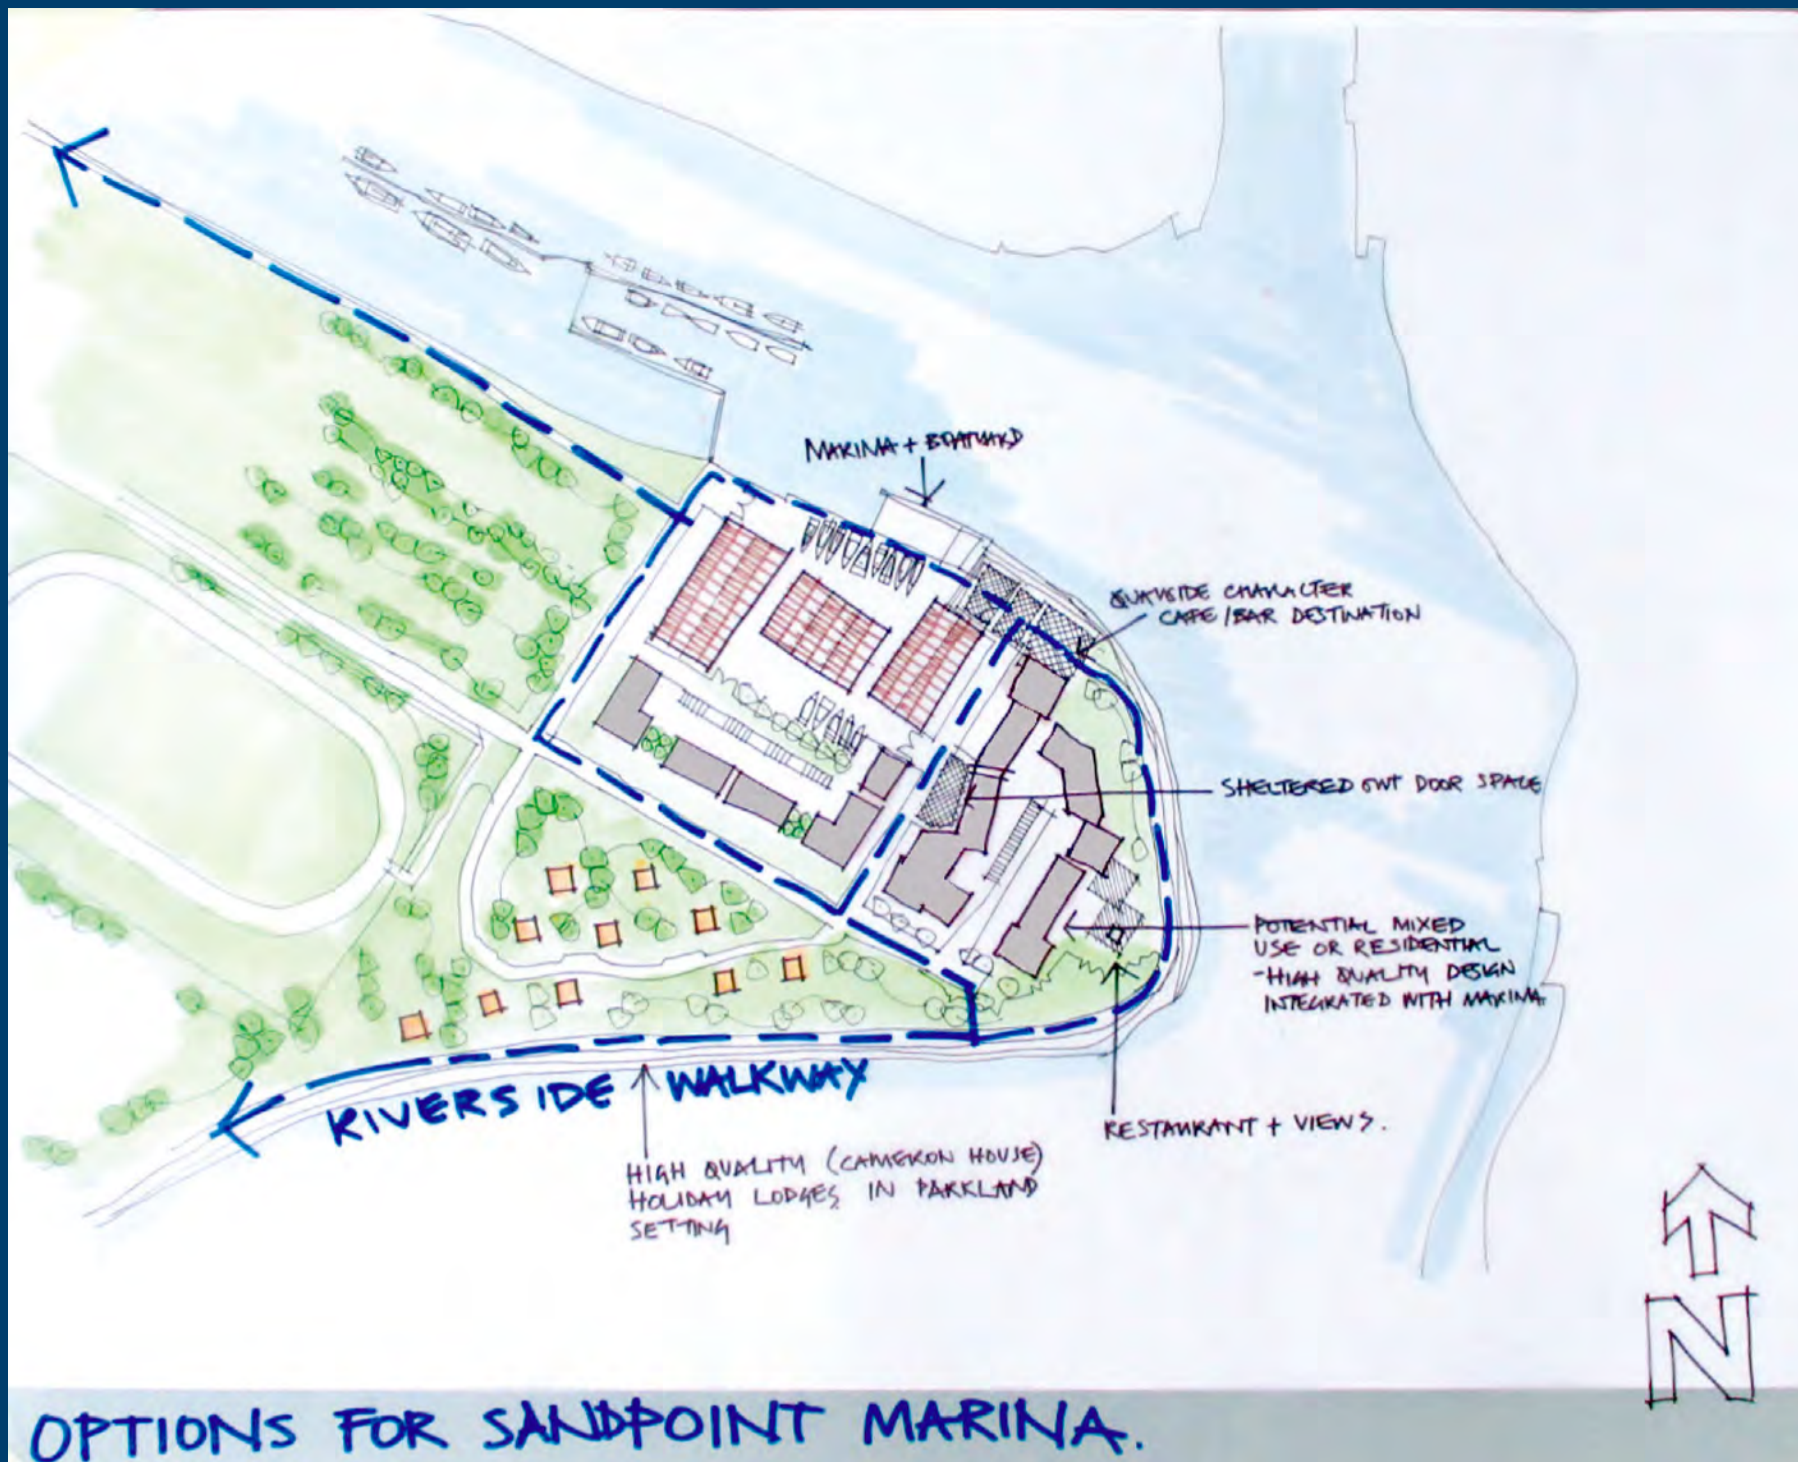 MARINA + BOATYARD
QUAYSIDE CHARACTER
CAFE / BAR DESTINATION
SHELTERED OUT DOOR SPACE
POTENTIAL MIXED
USE OR RESIDENTIAL
- HIGH QUALITY DESIGN
INTEGRATED WITH MARINA.
RIVERSIDE WALKWAY
RESTAURANT + VIEWS.
HIGH QUALITY (CAMERON HOUSE)
HOLIDAY LODGES IN PARKLAND
SETTING
N
OPTIONS FOR SANDPOINT MARINA.